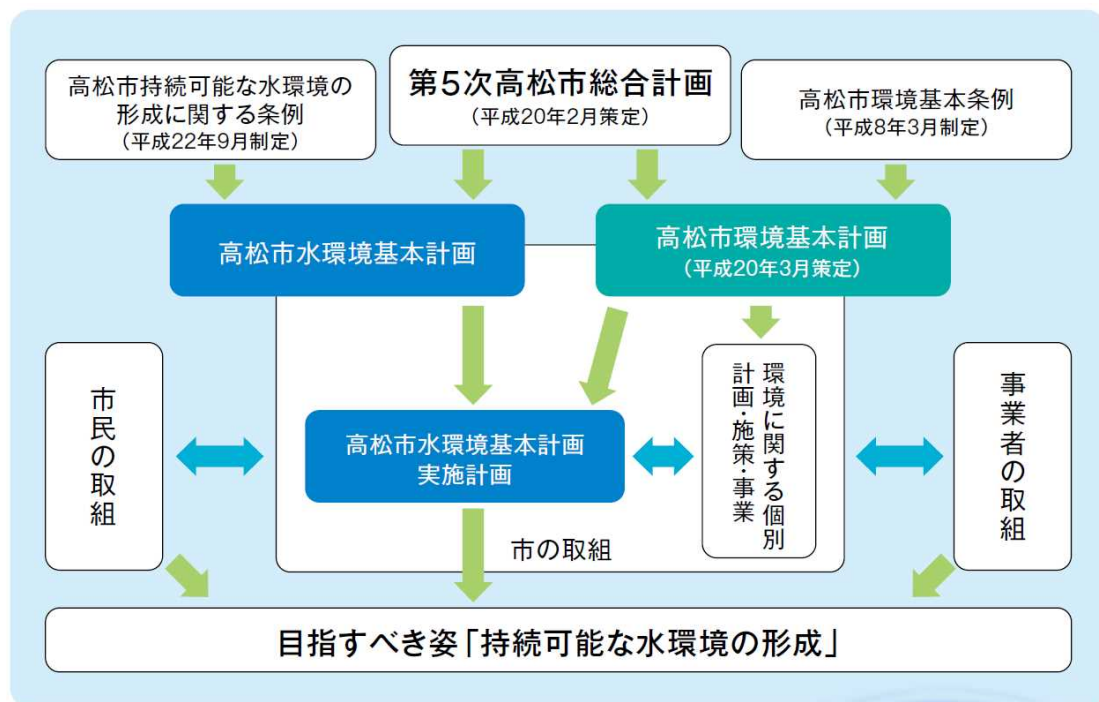 高松市持続可能な水環境の
形成に関する条例
(平成22年9月制定)
第5次高松市総合計画
(平成20年2月策定)
高松市環境基本条例
(平成8年3月制定)
高松市水環境基本計画
高松市環境基本計画
(平成20年3月策定)
市民の取組
高松市水環境基本計画
実施計画
環境に関する個別
計画・施策・事業
事業者の取組
市の取組
目指すべき姿「持続可能な水環境の形成」